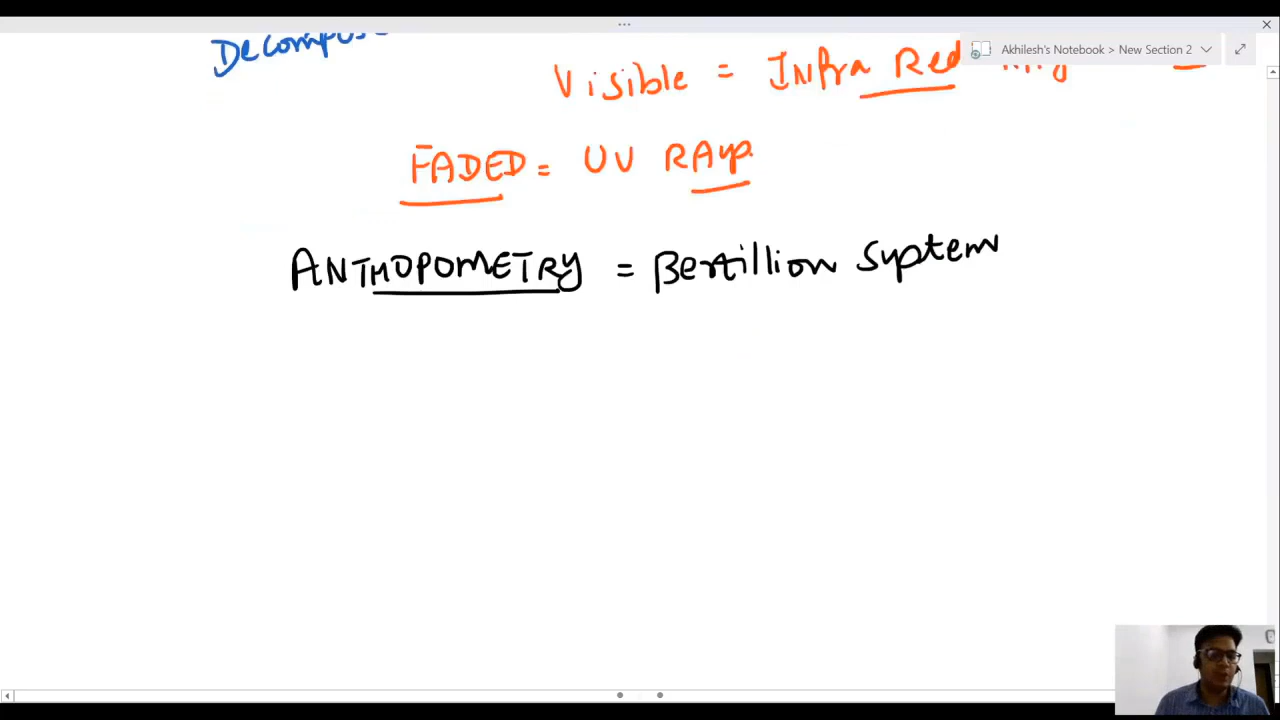 Akhilesh's Notebook > New Section 2
Visible = Infra Red
FADED = UV RAys
ANTHOPOMETRY = Bertillion System